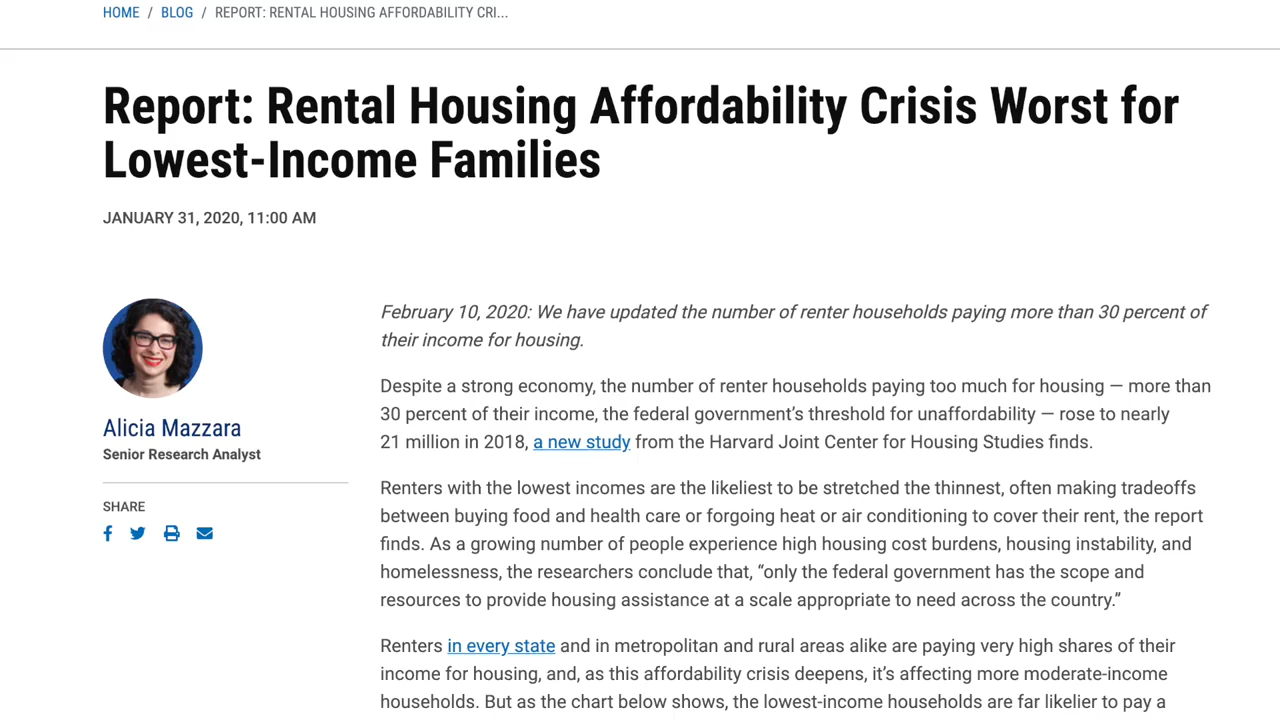 HOME / BLOG / REPORT: RENTAL HOUSING AFFORDABILITY CRI...
Report: Rental Housing Affordability Crisis Worst for
Lowest-Income Families
JANUARY 31, 2020, 11:00 AM
Alicia Mazzara
Senior Research Analyst
SHARE
February 10, 2020: We have updated the number of renter households paying more than 30 percent of
their income for housing.
Despite a strong economy, the number of renter households paying too much for housing — more than
30 percent of their income, the federal government’s threshold for unaffordability — rose to nearly
21 million in 2018, a new study from the Harvard Joint Center for Housing Studies finds.
Renters with the lowest incomes are the likeliest to be stretched the thinnest, often making tradeoffs
between buying food and health care or forgoing heat or air conditioning to cover their rent, the report
finds. As a growing number of people experience high housing cost burdens, housing instability, and
homelessness, the researchers conclude that, “only the federal government has the scope and
resources to provide housing assistance at a scale appropriate to need across the country.”
Renters in every state and in metropolitan and rural areas alike are paying very high shares of their
income for housing, and, as this affordability crisis deepens, it’s affecting more moderate-income
households. But as the chart below shows, the lowest-income households are far likelier to pay a